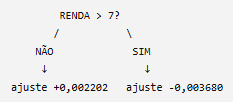 RENDA > 7?
/ \
NÃO SIM
↓ ↓
ajuste +0,002202 ajuste -0,003680